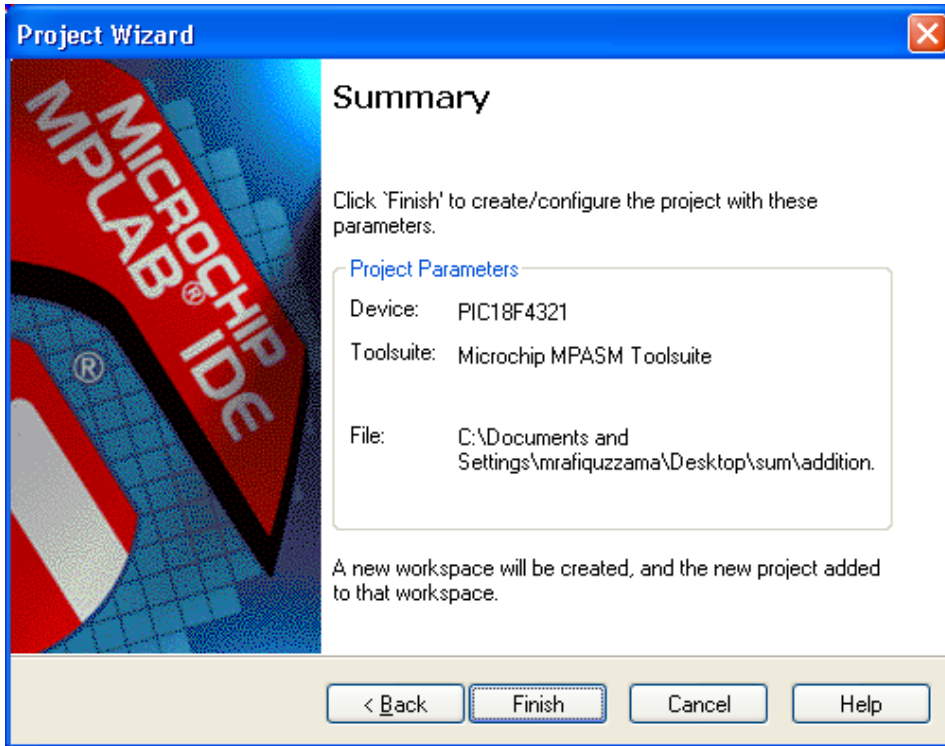 Project Wizard
MICROCHIP
MPLAB® IDE
®
Summary
Click `Finish' to create/configure the project with these
parameters.
Project Parameters
Device: PIC18F4321
Toolsuite: Microchip MPASM Toolsuite
File: C:\Documents and
Settings\mrafiquzzama\Desktop\sum\addition.
A new workspace will be created, and the new project added
to that workspace.
< Back Finish Cancel Help